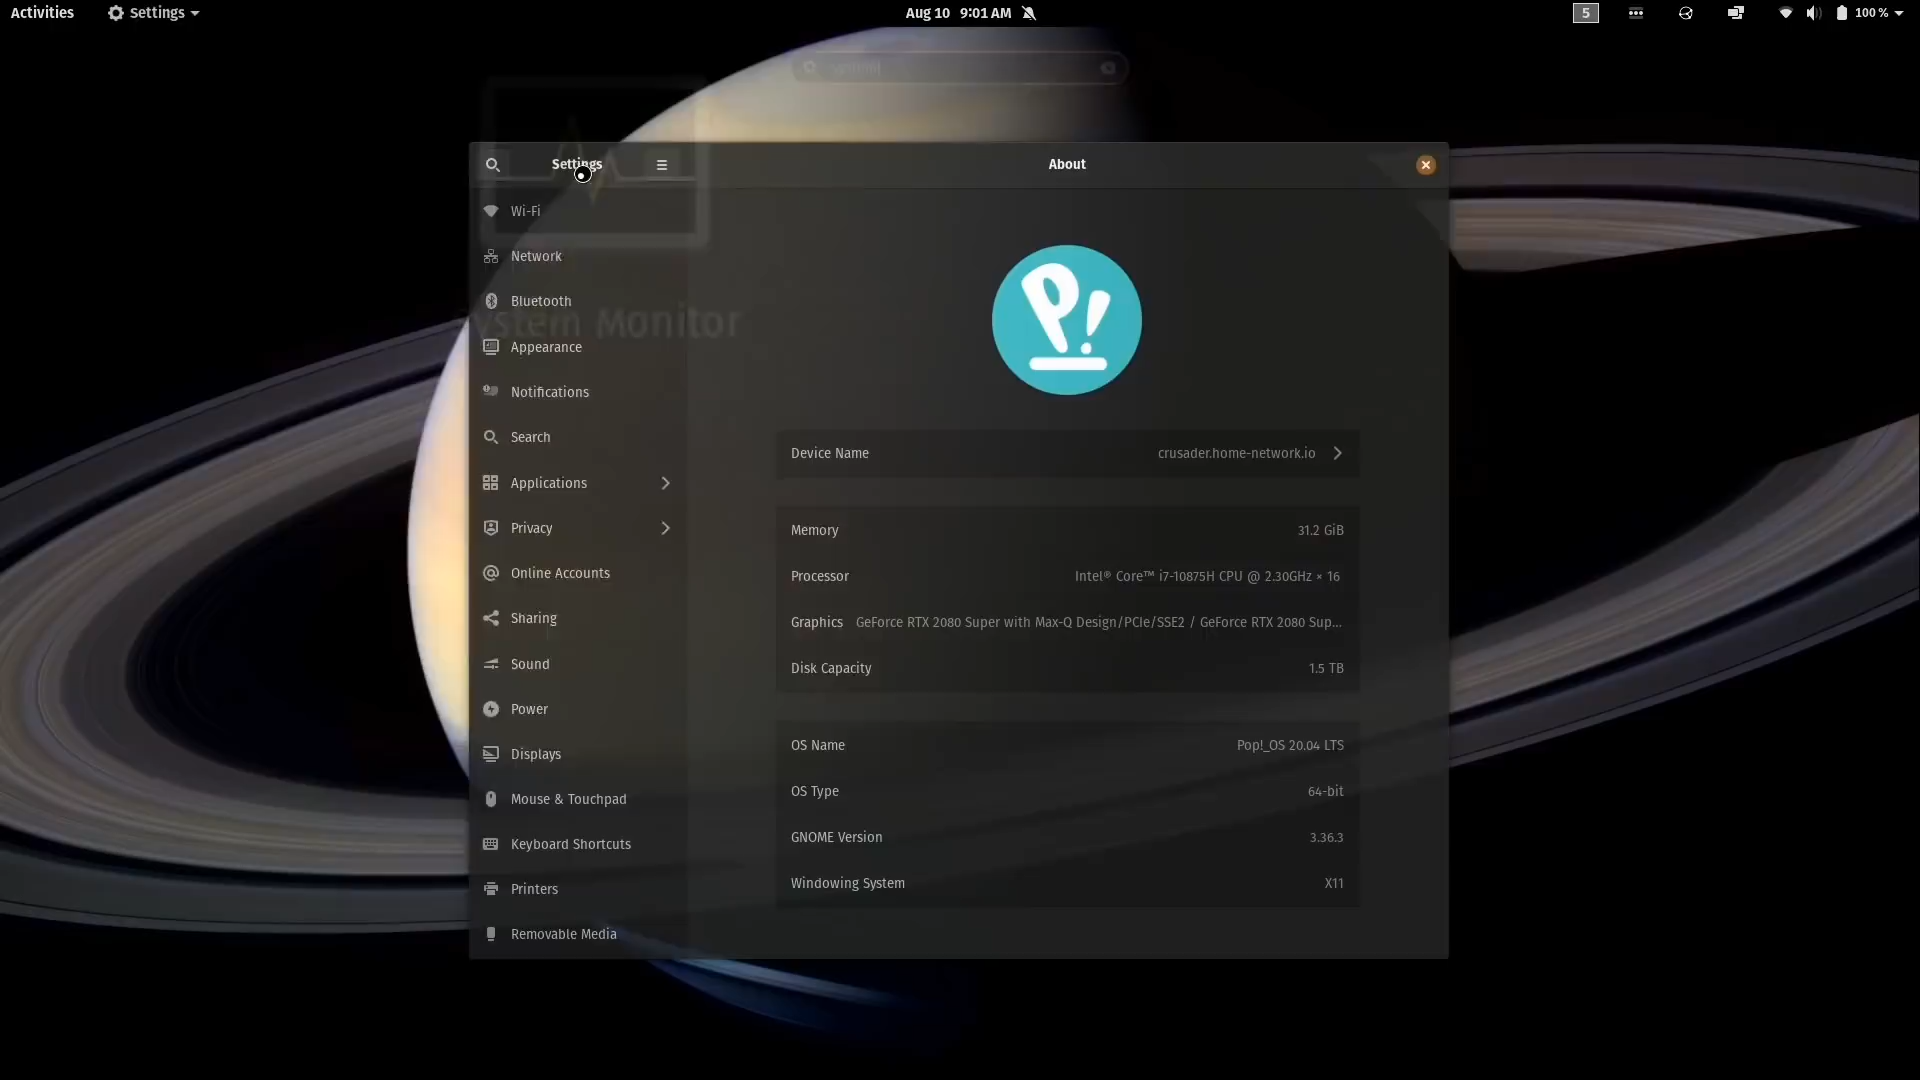 Activities Settings Aug 10 9:01 AM 5 100 %
Settings About
Wi-Fi
Network
Bluetooth
System Monitor
Appearance
Notifications
Search
Applications
Privacy
Online Accounts
Sharing
Sound
Power
Displays
Mouse & Touchpad
Keyboard Shortcuts
Printers
Removable Media
P!
Device Name crusader.home-network.io
Memory 31.2 GiB
Processor Intel® Core™ i7-10875H CPU @ 2.30GHz × 16
Graphics GeForce RTX 2080 Super with Max-Q Design/PCIe/SSE2 / GeForce RTX 2080 Sup...
Disk Capacity 1.5 TB
OS Name Pop!_OS 20.04 LTS
OS Type 64-bit
GNOME Version 3.36.3
Windowing System X11